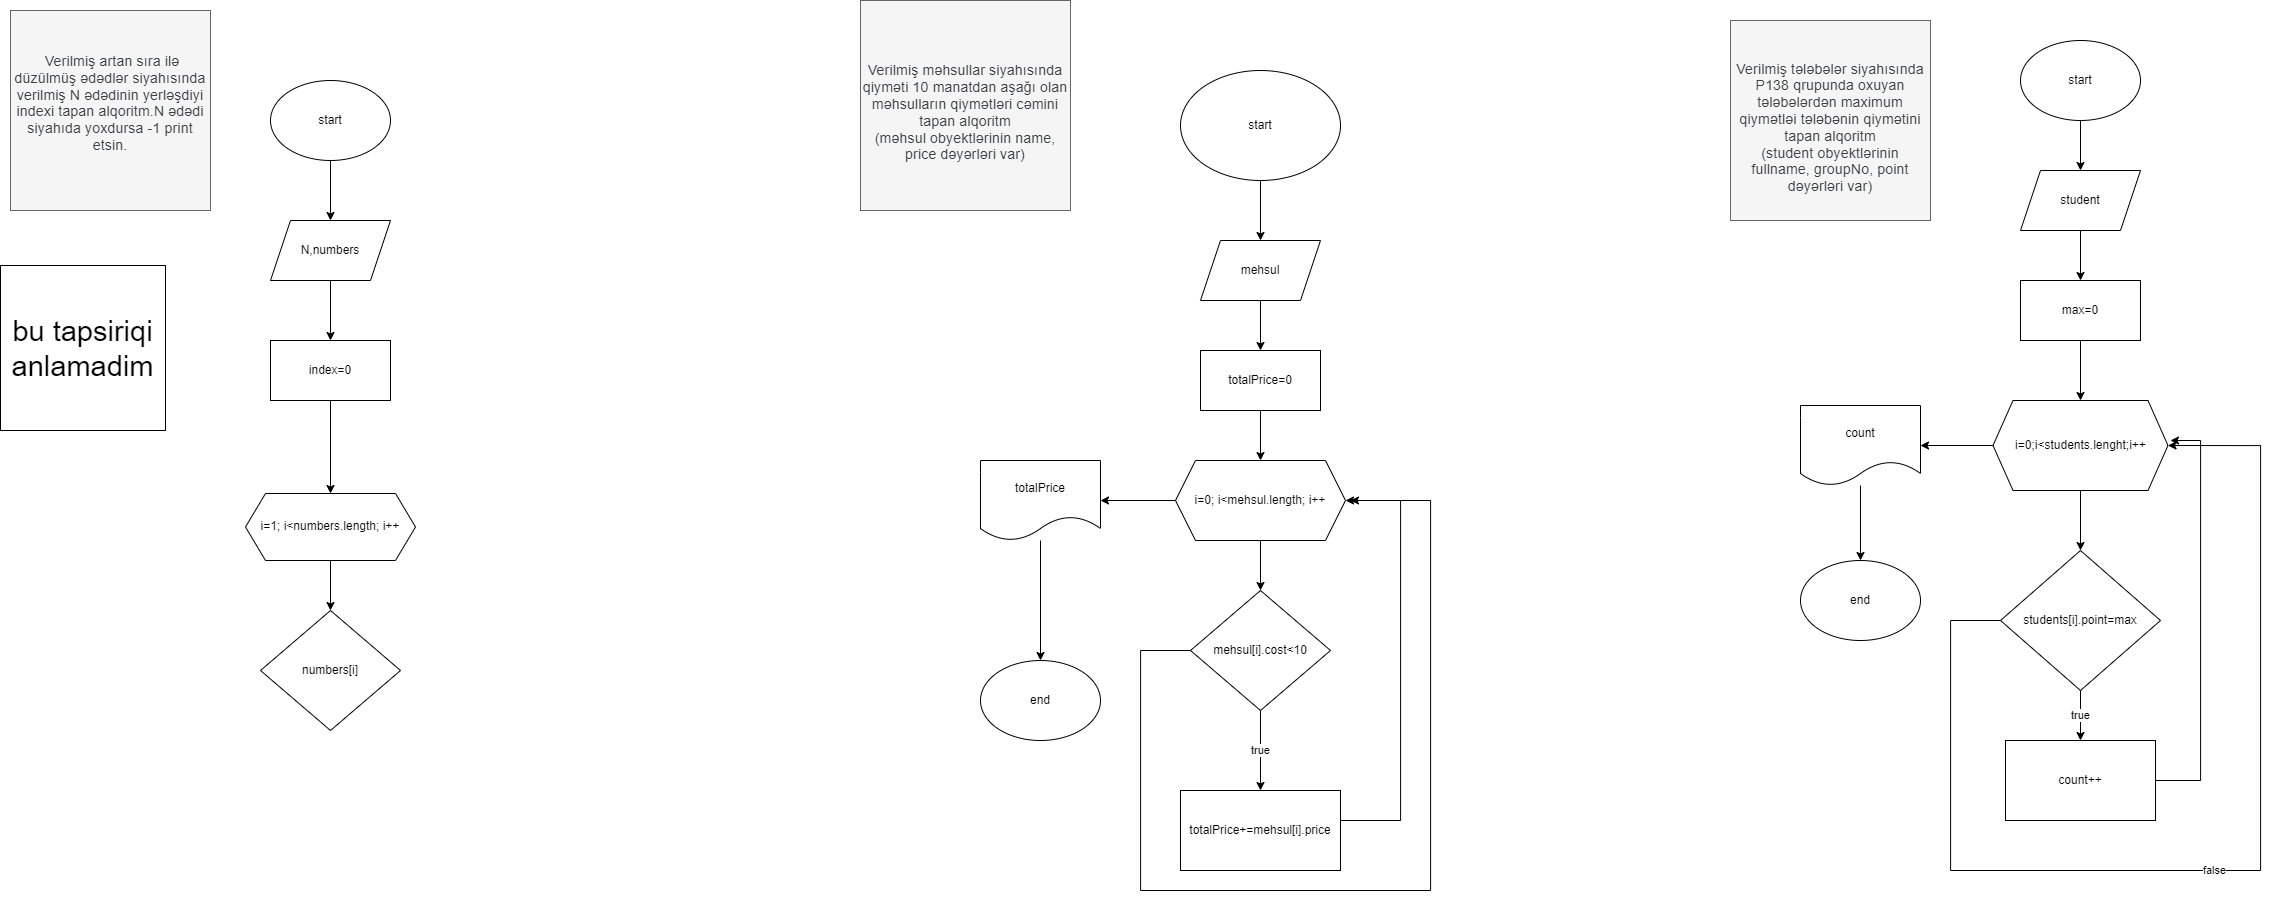 Verilmiş artan sıra ilə
düzülmüş ədədlər siyahısında
verilmiş N ədədinin yerləşdiyi
indexi tapan alqoritm.N ədədi
siyahıda yoxdursa -1 print
etsin.
start
N,numbers
index=0
i=1; i<numbers.length; i++
numbers[i]
bu tapsiriqi
anlamadim
Verilmiş məhsullar siyahısında
qiyməti 10 manatdan aşağı olan
məhsulların qiymətləri cəmini
tapan alqoritm
(məhsul obyektlərinin name,
price dəyərləri var)
start
mehsul
totalPrice=0
i=0; i<mehsul.length; i++
totalPrice
end
mehsul[i].cost<10
true
totalPrice+=mehsul[i].price
Verilmiş tələbələr siyahısında
P138 qrupunda oxuyan
tələbələrdən maximum
qiymətləi tələbənin qiymətini
tapan alqoritm
(student obyektlərinin
fullname, groupNo, point
dəyərləri var)
start
student
max=0
i=0;i<students.lenght;i++
count
end
students[i].point=max
true
count++
false